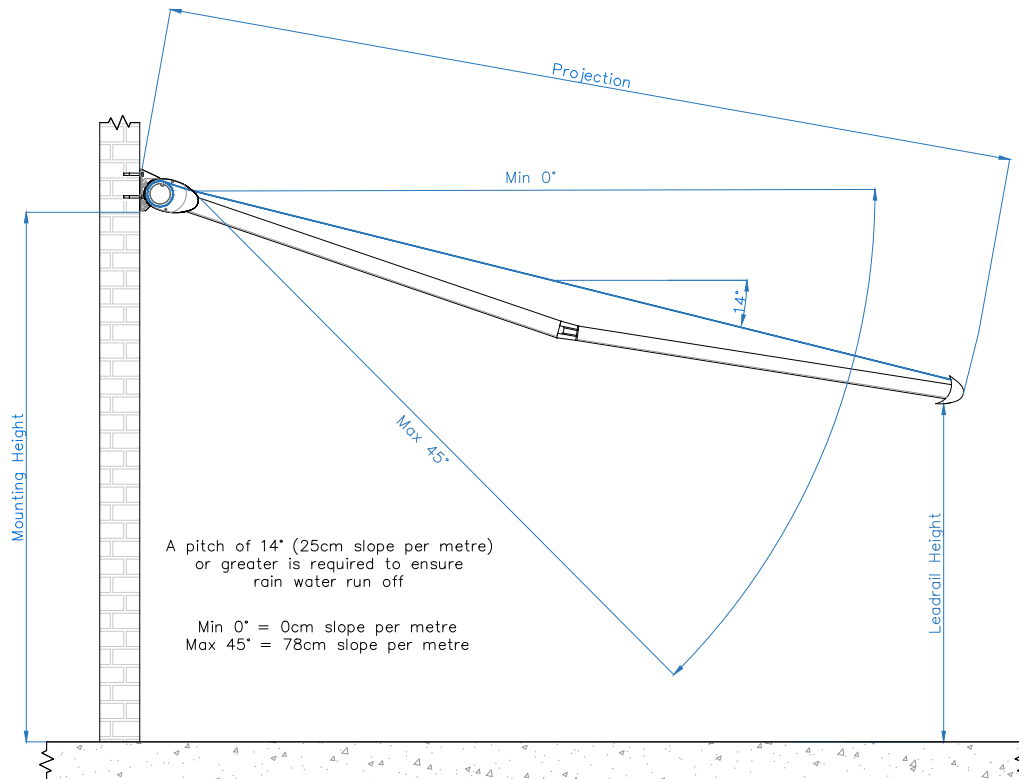 Projection
Min 0°
14°
Max 45°
Mounting Height
Leadrail Height
A pitch of 14° (25cm slope per metre)
or greater is required to ensure
rain water run off
Min 0° = 0cm slope per metre
Max 45° = 78cm slope per metre